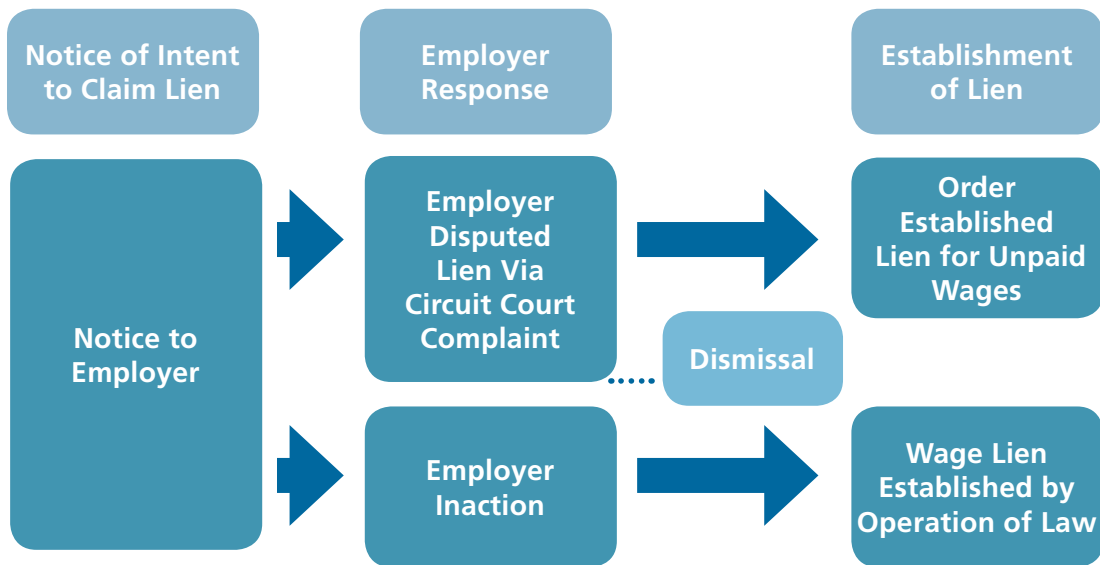 Notice of Intent
to Claim Lien
Employer
Response
Establishment
of Lien
Notice to
Employer
Employer
Disputed
Lien Via
Circuit Court
Complaint
Order
Established
Lien for Unpaid
Wages
Dismissal
Employer
Inaction
Wage Lien
Established by
Operation of Law